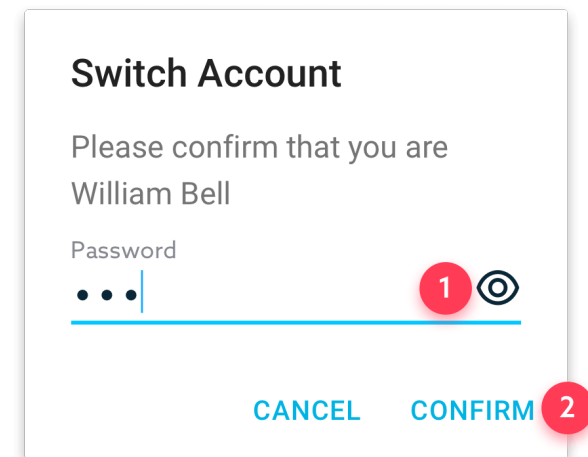 Switch Account
Please confirm that you are
William Bell
Password
•••
1
CANCEL CONFIRM 2